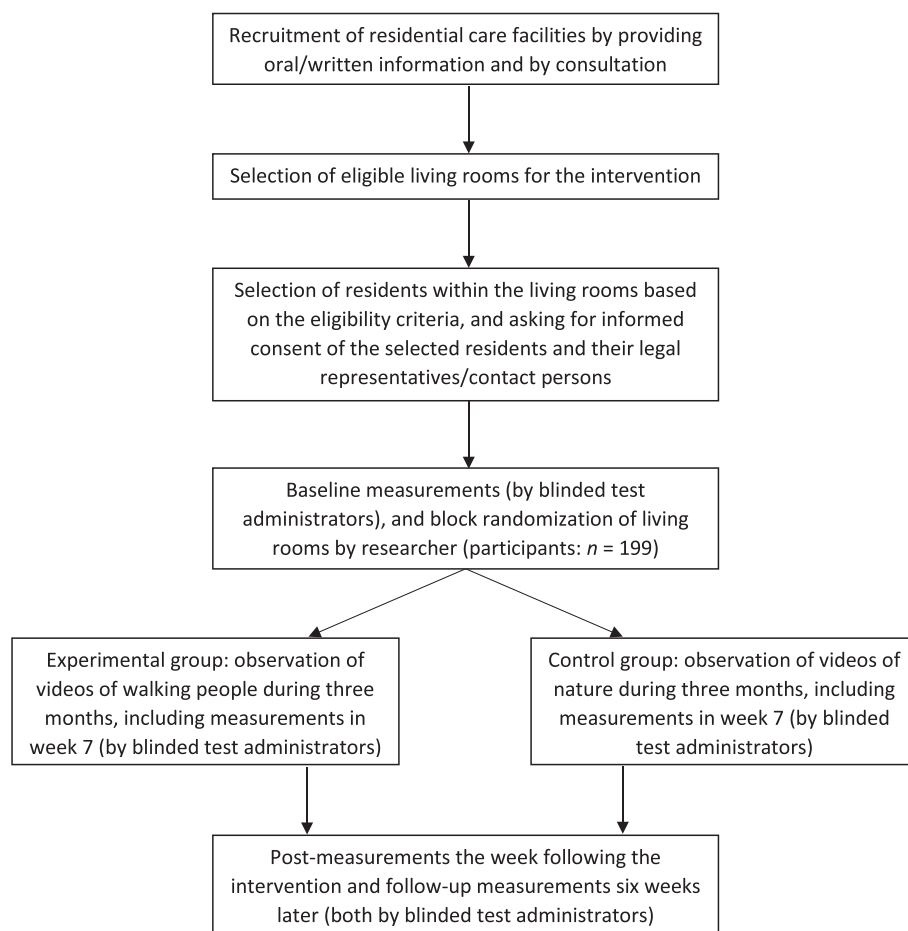 Recruitment of residential care facilities by providing
oral/written information and by consultation
Selection of eligible living rooms for the intervention
Selection of residents within the living rooms based
on the eligibility criteria, and asking for informed
consent of the selected residents and their legal
representatives/contact persons
Baseline measurements (by blinded test
administrators), and block randomization of living
rooms by researcher (participants: n = 199)
Experimental group: observation of
videos of walking people during three
months, including measurements in
week 7 (by blinded test administrators)
Control group: observation of videos of
nature during three months, including
measurements in week 7 (by blinded
test administrators)
Post-measurements the week following the
intervention and follow-up measurements six weeks
later (both by blinded test administrators)